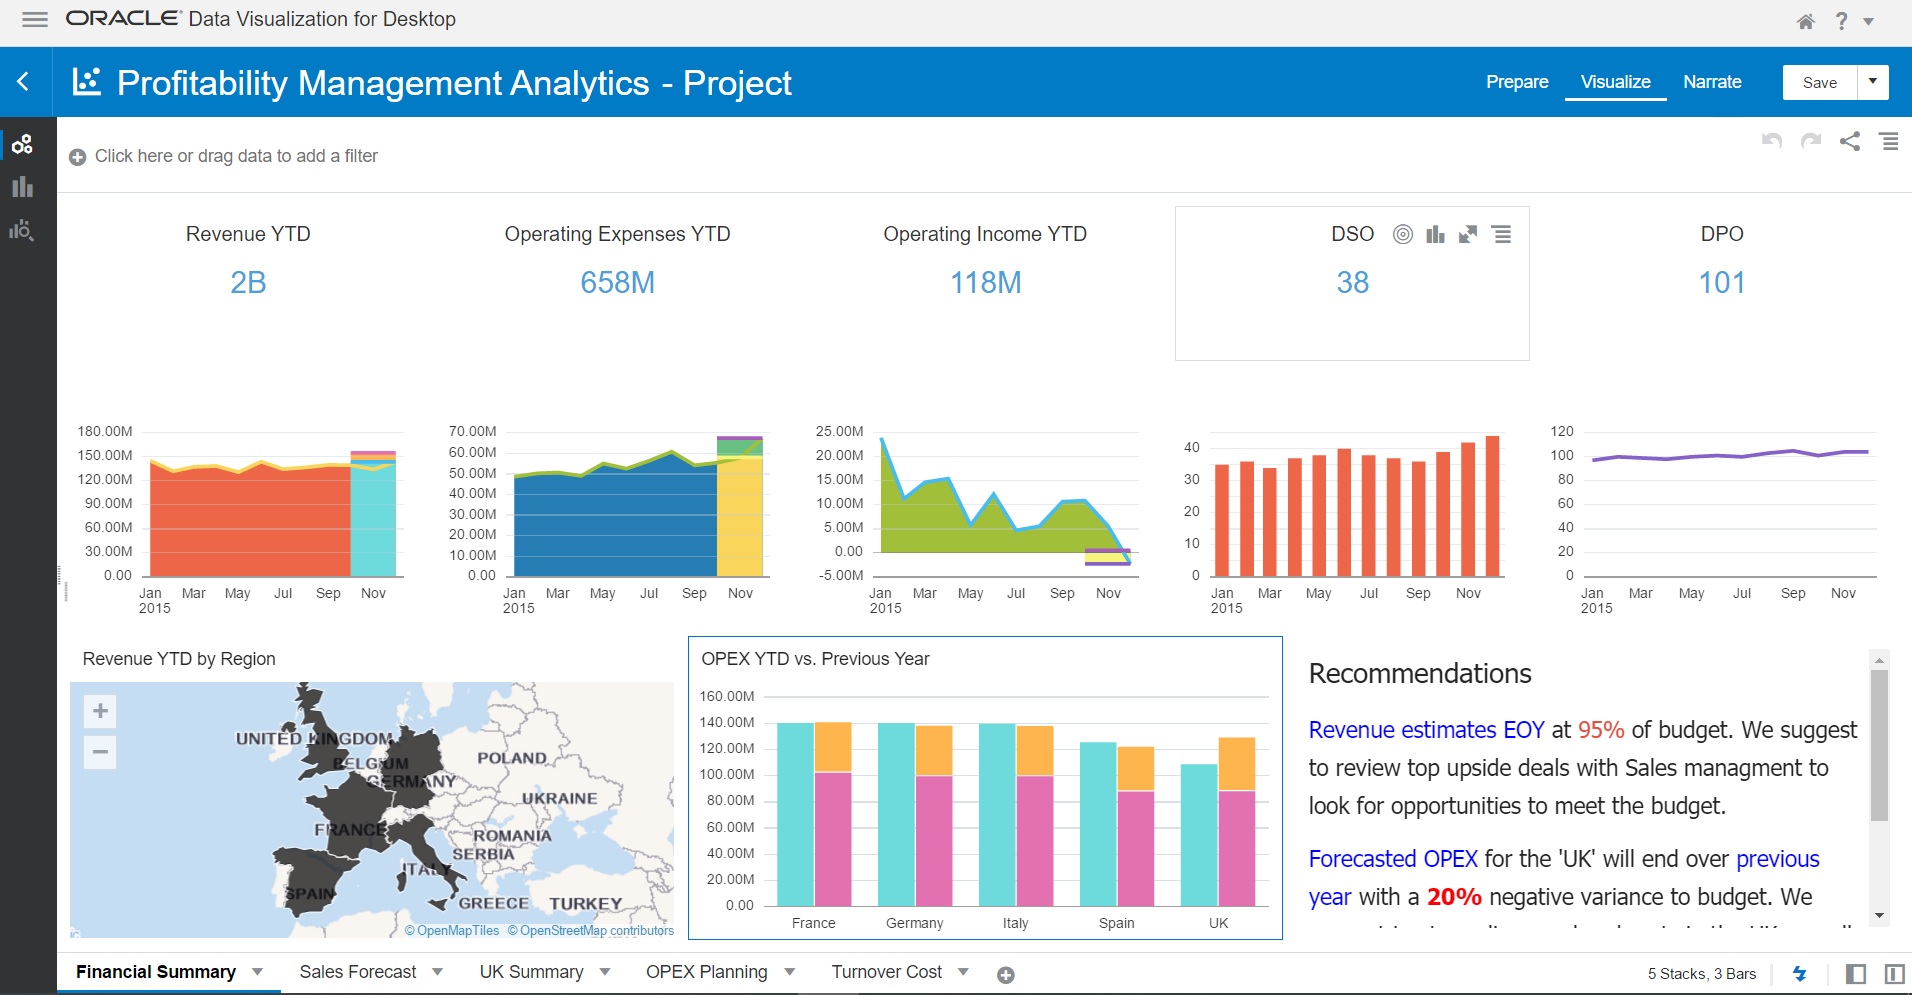 ORACLE Data Visualization for Desktop
?
Profitability Management Analytics - Project
Prepare
Visualize
Narrate
Save
Click here or drag data to add a filter
Revenue YTD
2B
Operating Expenses YTD
658M
Operating Income YTD
118M
DSO
38
DPO
101
180.00M
150.00M
120.00M
90.00M
60.00M
30.00M
0.00
Jan Mar May Jul Sep Nov
2015
70.00M
60.00M
50.00M
40.00M
30.00M
20.00M
10.00M
0.00
Jan Mar May Jul Sep Nov
2015
25.00M
20.00M
15.00M
10.00M
5.00M
0.00
-5.00M
Jan Mar May Jul Sep Nov
2015
40
30
20
10
0
Jan Mar May Jul Sep Nov
2015
120
100
80
60
40
20
0
Jan Mar May Jul Sep Nov
2015
Revenue YTD by Region
+
−
UNITED KINGDOM
BELGIUM
GERMANY
POLAND
UKRAINE
FRANCE
ROMANIA
SERBIA
ITALY
SPAIN
GREECE
TURKEY
© OpenMapTiles © OpenStreetMap contributors
OPEX YTD vs. Previous Year
160.00M
140.00M
120.00M
100.00M
80.00M
60.00M
40.00M
20.00M
0.00
France Germany Italy Spain UK
Recommendations
Revenue estimates EOY at 95% of budget. We suggest
to review top upside deals with Sales managment to
look for opportunities to meet the budget.
Forecasted OPEX for the 'UK' will end over previous
year with a 20% negative variance to budget. We
Financial Summary
Sales Forecast
UK Summary
OPEX Planning
Turnover Cost
5 Stacks, 3 Bars